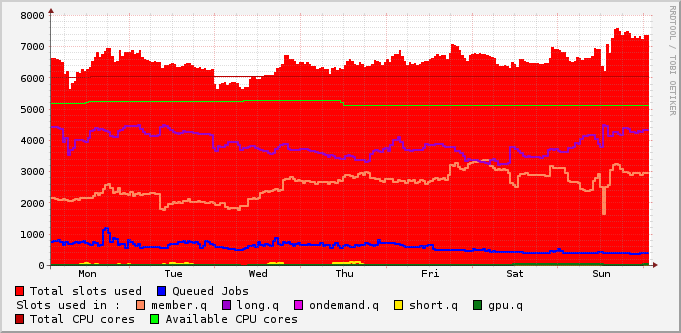 8000
7000
6000
5000
4000
3000
2000
1000
0
Mon Tue Wed Thu Fri Sat Sun
Total slots used Queued Jobs
Slots used in : member.q long.q ondemand.q short.q gpu.q
Total CPU cores Available CPU cores
RRDTOOL / TOBI OETIKER